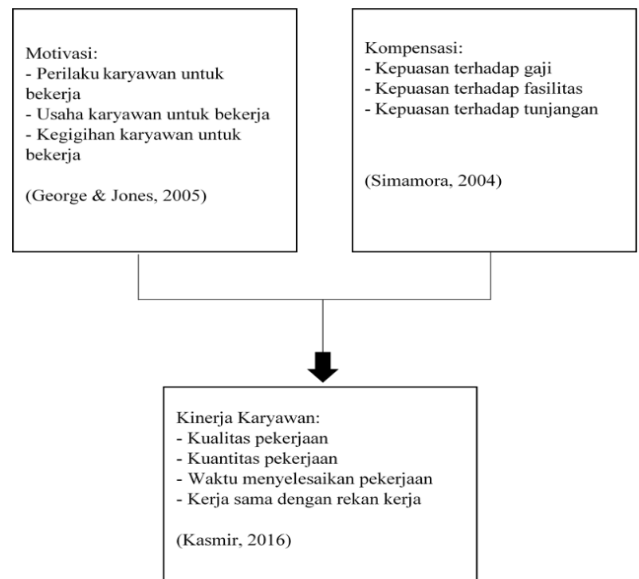 Motivasi:
- Perilaku karyawan untuk
bekerja
- Usaha karyawan untuk bekerja
- Kegigihan karyawan untuk
bekerja
(George & Jones, 2005)
Kompensasi:
- Kepuasan terhadap gaji
- Kepuasan terhadap fasilitas
- Kepuasan terhadap tunjangan
(Simamora, 2004)
Kinerja Karyawan:
- Kualitas pekerjaan
- Kuantitas pekerjaan
- Waktu menyelesaikan pekerjaan
- Kerja sama dengan rekan kerja
(Kasmir, 2016)